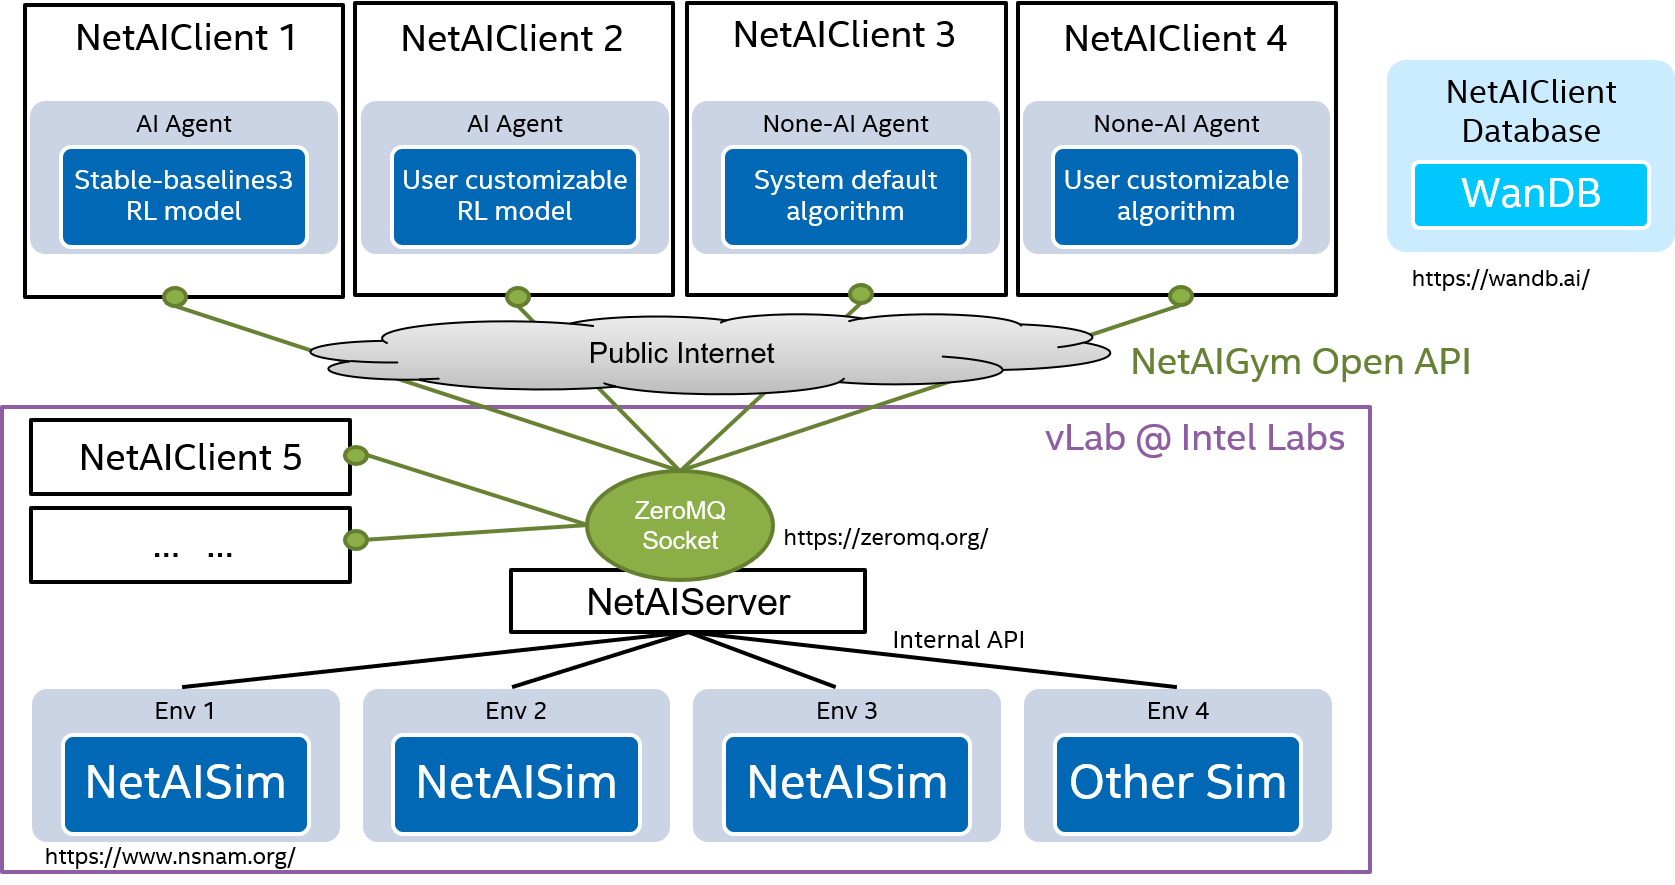 NetAIClient 1
AI Agent
Stable-baselines3
RL model
NetAIClient 2
AI Agent
User customizable
RL model
NetAIClient 3
None-AI Agent
System default
algorithm
NetAIClient 4
None-AI Agent
User customizable
algorithm
NetAIClient
Database
WanDB
https://wandb.ai/
Public Internet
NetAIGym Open API
vLab @ Intel Labs
NetAIClient 5
... ...
ZeroMQ
Socket
https://zeromq.org/
NetAIServer
Internal API
Env 1
NetAISim
Env 2
NetAISim
Env 3
NetAISim
Env 4
Other Sim
https://www.nsnam.org/